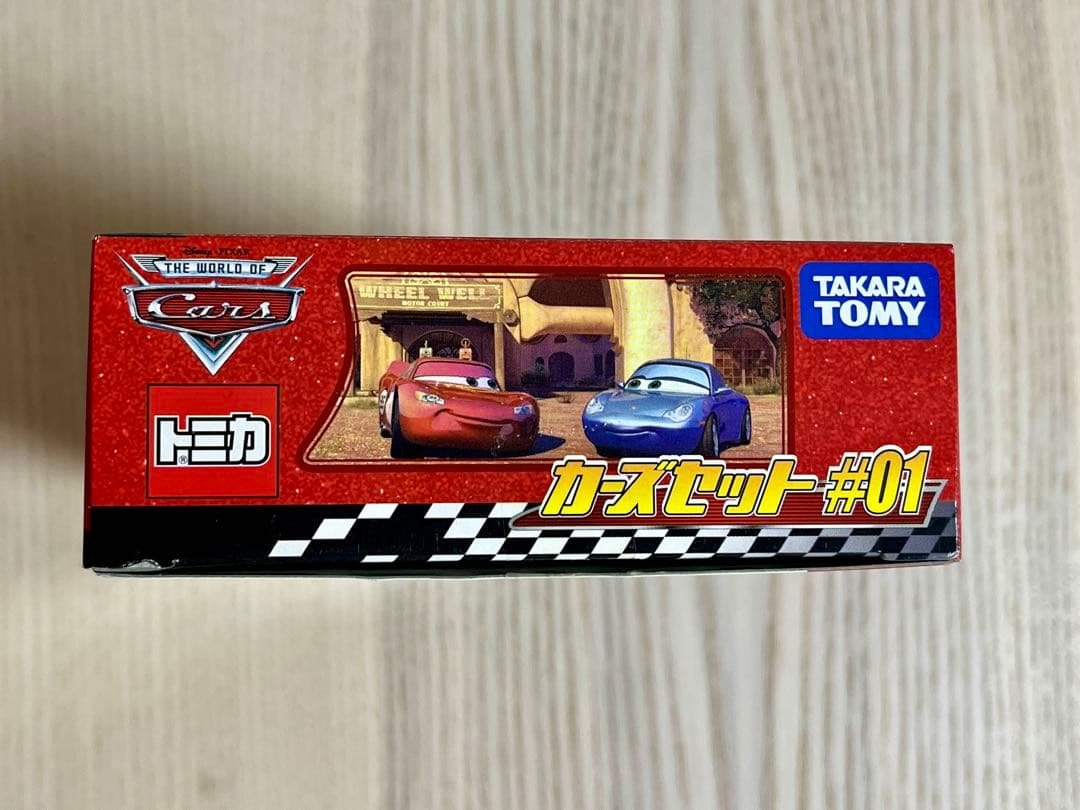 Disney PIXAR
THE WORLD OF
Cars
トミカ
®
WHEEL WELL
MOTOR COURT
TAKARA
TOMY
カーズセット #01